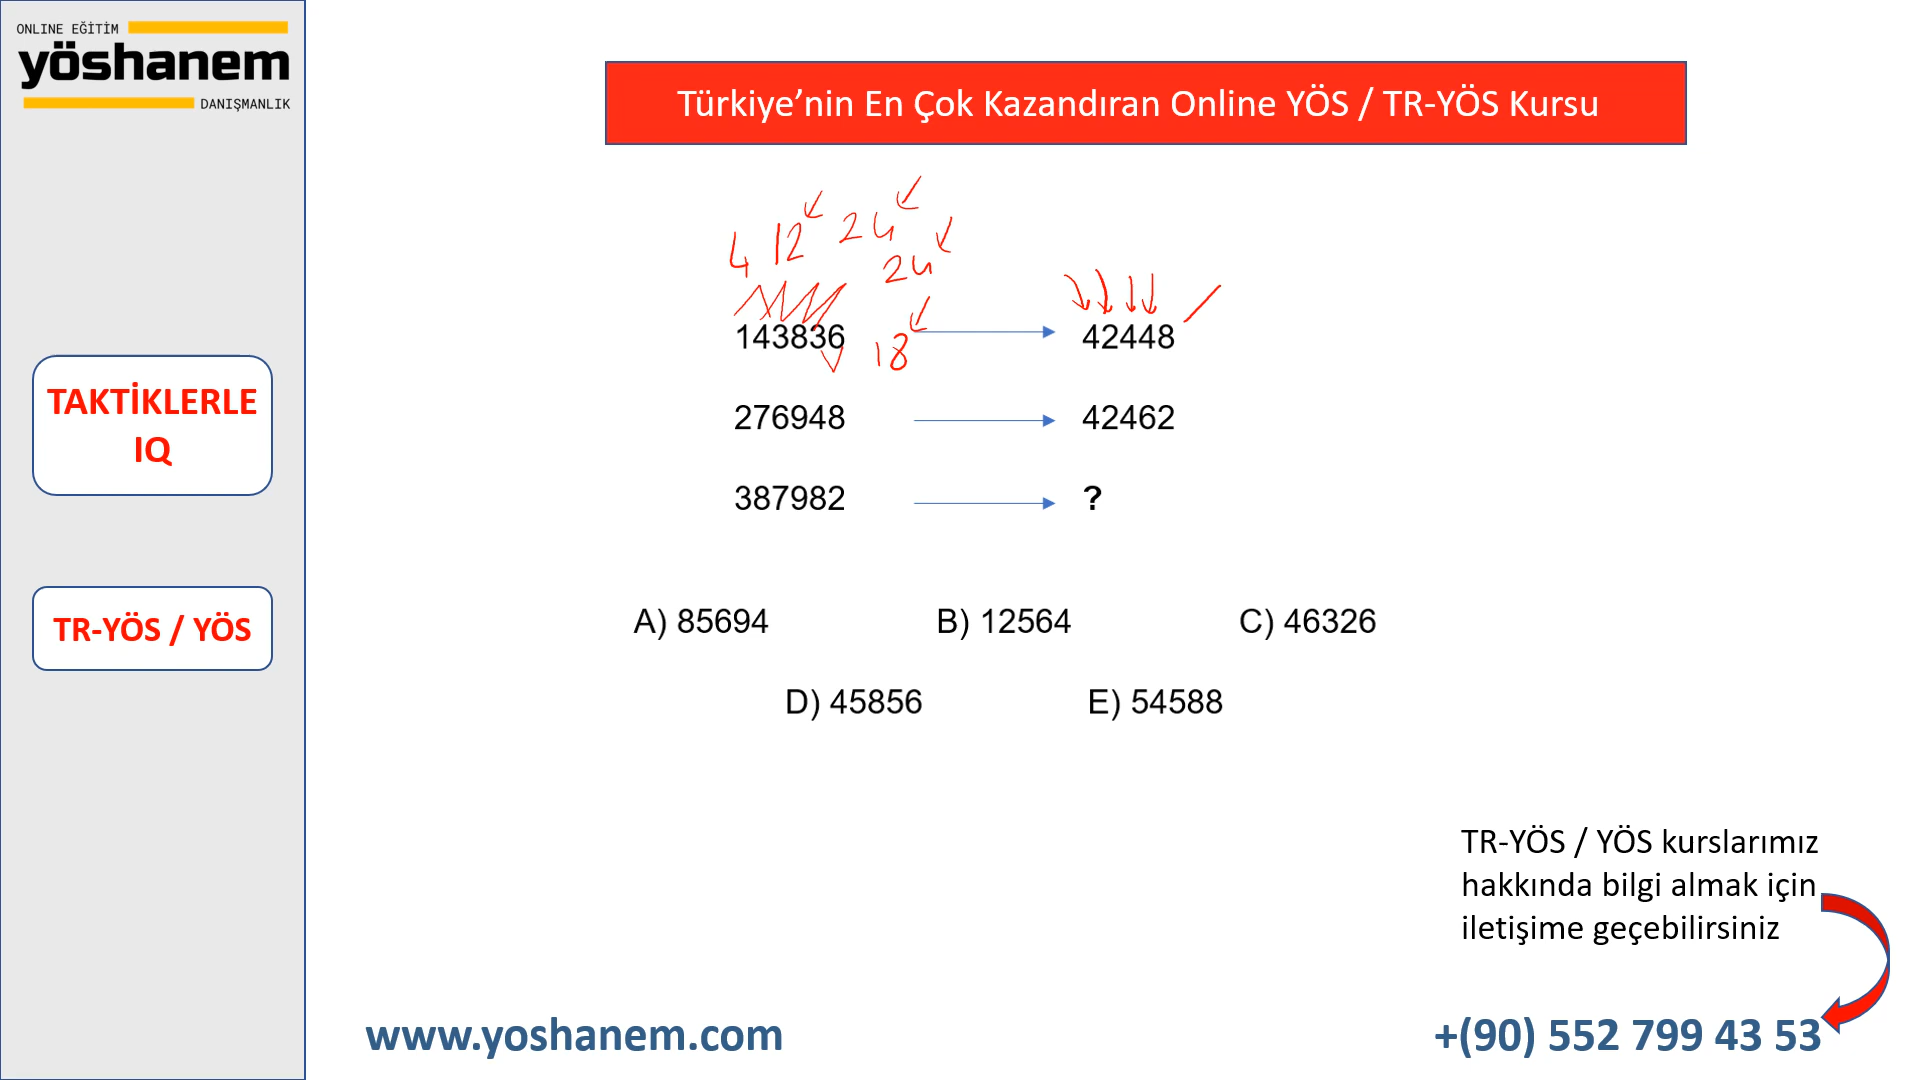 ONLINE EĞİTİM
yöshanem
DANIŞMANLIK
TAKTİKLERLE
IQ
TR-YÖS / YÖS
Türkiye’nin En Çok Kazandıran Online YÖS / TR-YÖS Kursu
4 12 24
24
143836 18 42448
276948 42462
387982 ?
A) 85694 B) 12564 C) 46326
D) 45856 E) 54588
TR-YÖS / YÖS kurslarımız
hakkında bilgi almak için
iletişime geçebilirsiniz
www.yoshanem.com +(90) 552 799 43 53